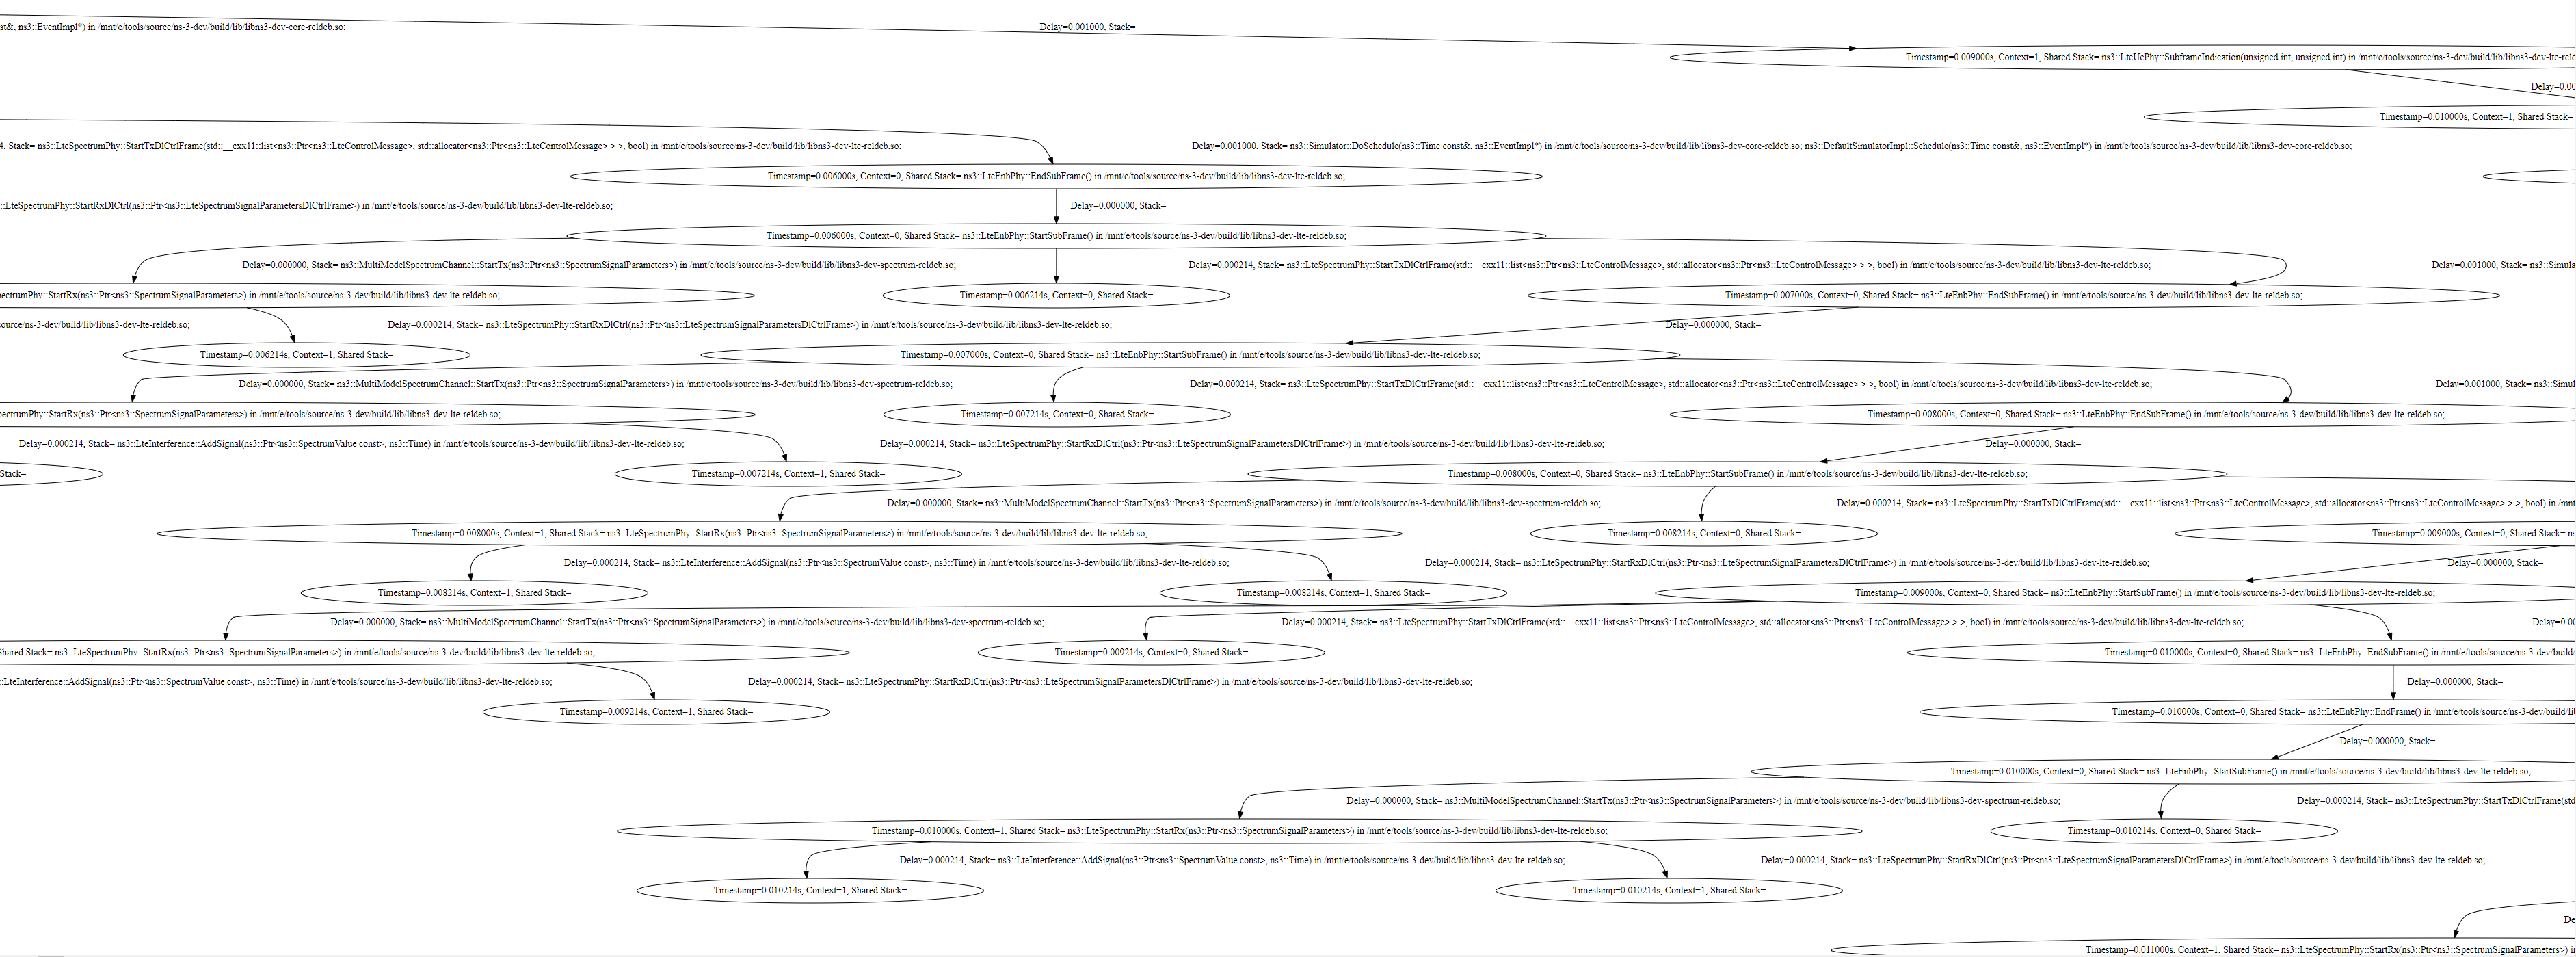 st&, ns3::EventImpl*) in /mnt/e/tools/source/ns-3-dev/build/lib/libns3-dev-core-reldeb.so;
Delay=0.001000, Stack=
Timestamp=0.009000s, Context=1, Shared Stack= ns3::LteUePhy::SubframeIndication(unsigned int, unsigned int) in /mnt/e/tools/source/ns-3-dev/build/lib/libns3-dev-lte-reld
Delay=0.00
Timestamp=0.010000s, Context=1, Shared Stack=
4, Stack= ns3::LteSpectrumPhy::StartTxDlCtrlFrame(std::__cxx11::list<ns3::Ptr<ns3::LteControlMessage>, std::allocator<ns3::Ptr<ns3::LteControlMessage> > >, bool) in /mnt/e/tools/source/ns-3-dev/build/lib/libns3-dev-lte-reldeb.so;
Delay=0.001000, Stack= ns3::Simulator::DoSchedule(ns3::Time const&, ns3::EventImpl*) in /mnt/e/tools/source/ns-3-dev/build/lib/libns3-dev-core-reldeb.so; ns3::DefaultSimulatorImpl::Schedule(ns3::Time const&, ns3::EventImpl*) in /mnt/e/tools/source/ns-3-dev/build/lib/libns3-dev-core-reldeb.so;
Timestamp=0.006000s, Context=0, Shared Stack= ns3::LteEnbPhy::EndSubFrame() in /mnt/e/tools/source/ns-3-dev/build/lib/libns3-dev-lte-reldeb.so;
::LteSpectrumPhy::StartRxDlCtrl(ns3::Ptr<ns3::LteSpectrumSignalParametersDlCtrlFrame>) in /mnt/e/tools/source/ns-3-dev/build/lib/libns3-dev-lte-reldeb.so;
Delay=0.000000, Stack=
Timestamp=0.006000s, Context=0, Shared Stack= ns3::LteEnbPhy::StartSubFrame() in /mnt/e/tools/source/ns-3-dev/build/lib/libns3-dev-lte-reldeb.so;
Delay=0.000000, Stack= ns3::MultiModelSpectrumChannel::StartTx(ns3::Ptr<ns3::SpectrumSignalParameters>) in /mnt/e/tools/source/ns-3-dev/build/lib/libns3-dev-spectrum-reldeb.so;
Delay=0.000214, Stack= ns3::LteSpectrumPhy::StartTxDlCtrlFrame(std::__cxx11::list<ns3::Ptr<ns3::LteControlMessage>, std::allocator<ns3::Ptr<ns3::LteControlMessage> > >, bool) in /mnt/e/tools/source/ns-3-dev/build/lib/libns3-dev-lte-reldeb.so;
Delay=0.001000, Stack= ns3::Simula
ectrumPhy::StartRx(ns3::Ptr<ns3::SpectrumSignalParameters>) in /mnt/e/tools/source/ns-3-dev/build/lib/libns3-dev-lte-reldeb.so;
Timestamp=0.006214s, Context=0, Shared Stack=
Timestamp=0.007000s, Context=0, Shared Stack= ns3::LteEnbPhy::EndSubFrame() in /mnt/e/tools/source/ns-3-dev/build/lib/libns3-dev-lte-reldeb.so;
ource/ns-3-dev/build/lib/libns3-dev-lte-reldeb.so;
Delay=0.000214, Stack= ns3::LteSpectrumPhy::StartRxDlCtrl(ns3::Ptr<ns3::LteSpectrumSignalParametersDlCtrlFrame>) in /mnt/e/tools/source/ns-3-dev/build/lib/libns3-dev-lte-reldeb.so;
Delay=0.000000, Stack=
Timestamp=0.006214s, Context=1, Shared Stack=
Timestamp=0.007000s, Context=0, Shared Stack= ns3::LteEnbPhy::StartSubFrame() in /mnt/e/tools/source/ns-3-dev/build/lib/libns3-dev-lte-reldeb.so;
Delay=0.000000, Stack= ns3::MultiModelSpectrumChannel::StartTx(ns3::Ptr<ns3::SpectrumSignalParameters>) in /mnt/e/tools/source/ns-3-dev/build/lib/libns3-dev-spectrum-reldeb.so;
Delay=0.000214, Stack= ns3::LteSpectrumPhy::StartTxDlCtrlFrame(std::__cxx11::list<ns3::Ptr<ns3::LteControlMessage>, std::allocator<ns3::Ptr<ns3::LteControlMessage> > >, bool) in /mnt/e/tools/source/ns-3-dev/build/lib/libns3-dev-lte-reldeb.so;
Delay=0.001000, Stack= ns3::Simul
ectrumPhy::StartRx(ns3::Ptr<ns3::SpectrumSignalParameters>) in /mnt/e/tools/source/ns-3-dev/build/lib/libns3-dev-lte-reldeb.so;
Timestamp=0.007214s, Context=0, Shared Stack=
Timestamp=0.008000s, Context=0, Shared Stack= ns3::LteEnbPhy::EndSubFrame() in /mnt/e/tools/source/ns-3-dev/build/lib/libns3-dev-lte-reldeb.so;
Delay=0.000214, Stack= ns3::LteInterference::AddSignal(ns3::Ptr<ns3::SpectrumValue const>, ns3::Time) in /mnt/e/tools/source/ns-3-dev/build/lib/libns3-dev-lte-reldeb.so;
Delay=0.000214, Stack= ns3::LteSpectrumPhy::StartRxDlCtrl(ns3::Ptr<ns3::LteSpectrumSignalParametersDlCtrlFrame>) in /mnt/e/tools/source/ns-3-dev/build/lib/libns3-dev-lte-reldeb.so;
Delay=0.000000, Stack=
Stack=
Timestamp=0.007214s, Context=1, Shared Stack=
Timestamp=0.008000s, Context=0, Shared Stack= ns3::LteEnbPhy::StartSubFrame() in /mnt/e/tools/source/ns-3-dev/build/lib/libns3-dev-lte-reldeb.so;
Delay=0.000000, Stack= ns3::MultiModelSpectrumChannel::StartTx(ns3::Ptr<ns3::SpectrumSignalParameters>) in /mnt/e/tools/source/ns-3-dev/build/lib/libns3-dev-spectrum-reldeb.so;
Delay=0.000214, Stack= ns3::LteSpectrumPhy::StartTxDlCtrlFrame(std::__cxx11::list<ns3::Ptr<ns3::LteControlMessage>, std::allocator<ns3::Ptr<ns3::LteControlMessage> > >, bool) in /mnt
Timestamp=0.008000s, Context=1, Shared Stack= ns3::LteSpectrumPhy::StartRx(ns3::Ptr<ns3::SpectrumSignalParameters>) in /mnt/e/tools/source/ns-3-dev/build/lib/libns3-dev-lte-reldeb.so;
Timestamp=0.008214s, Context=0, Shared Stack=
Timestamp=0.009000s, Context=0, Shared Stack= ns
Delay=0.000214, Stack= ns3::LteInterference::AddSignal(ns3::Ptr<ns3::SpectrumValue const>, ns3::Time) in /mnt/e/tools/source/ns-3-dev/build/lib/libns3-dev-lte-reldeb.so;
Delay=0.000214, Stack= ns3::LteSpectrumPhy::StartRxDlCtrl(ns3::Ptr<ns3::LteSpectrumSignalParametersDlCtrlFrame>) in /mnt/e/tools/source/ns-3-dev/build/lib/libns3-dev-lte-reldeb.so;
Delay=0.000000, Stack=
Timestamp=0.008214s, Context=1, Shared Stack=
Timestamp=0.008214s, Context=1, Shared Stack=
Timestamp=0.009000s, Context=0, Shared Stack= ns3::LteEnbPhy::StartSubFrame() in /mnt/e/tools/source/ns-3-dev/build/lib/libns3-dev-lte-reldeb.so;
Delay=0.000000, Stack= ns3::MultiModelSpectrumChannel::StartTx(ns3::Ptr<ns3::SpectrumSignalParameters>) in /mnt/e/tools/source/ns-3-dev/build/lib/libns3-dev-spectrum-reldeb.so;
Delay=0.000214, Stack= ns3::LteSpectrumPhy::StartTxDlCtrlFrame(std::__cxx11::list<ns3::Ptr<ns3::LteControlMessage>, std::allocator<ns3::Ptr<ns3::LteControlMessage> > >, bool) in /mnt/e/tools/source/ns-3-dev/build/lib/libns3-dev-lte-reldeb.so;
Delay=0.00
Shared Stack= ns3::LteSpectrumPhy::StartRx(ns3::Ptr<ns3::SpectrumSignalParameters>) in /mnt/e/tools/source/ns-3-dev/build/lib/libns3-dev-lte-reldeb.so;
Timestamp=0.009214s, Context=0, Shared Stack=
Timestamp=0.010000s, Context=0, Shared Stack= ns3::LteEnbPhy::EndSubFrame() in /mnt/e/tools/source/ns-3-dev/build
::LteInterference::AddSignal(ns3::Ptr<ns3::SpectrumValue const>, ns3::Time) in /mnt/e/tools/source/ns-3-dev/build/lib/libns3-dev-lte-reldeb.so;
Delay=0.000214, Stack= ns3::LteSpectrumPhy::StartRxDlCtrl(ns3::Ptr<ns3::LteSpectrumSignalParametersDlCtrlFrame>) in /mnt/e/tools/source/ns-3-dev/build/lib/libns3-dev-lte-reldeb.so;
Delay=0.000000, Stack=
Timestamp=0.009214s, Context=1, Shared Stack=
Timestamp=0.010000s, Context=0, Shared Stack= ns3::LteEnbPhy::EndFrame() in /mnt/e/tools/source/ns-3-dev/build/li
Delay=0.000000, Stack=
Timestamp=0.010000s, Context=0, Shared Stack= ns3::LteEnbPhy::StartSubFrame() in /mnt/e/tools/source/ns-3-dev/build/lib/libns3-dev-lte-reldeb.so;
Delay=0.000000, Stack= ns3::MultiModelSpectrumChannel::StartTx(ns3::Ptr<ns3::SpectrumSignalParameters>) in /mnt/e/tools/source/ns-3-dev/build/lib/libns3-dev-spectrum-reldeb.so;
Delay=0.000214, Stack= ns3::LteSpectrumPhy::StartTxDlCtrlFrame(std
Timestamp=0.010000s, Context=1, Shared Stack= ns3::LteSpectrumPhy::StartRx(ns3::Ptr<ns3::SpectrumSignalParameters>) in /mnt/e/tools/source/ns-3-dev/build/lib/libns3-dev-lte-reldeb.so;
Timestamp=0.010214s, Context=0, Shared Stack=
Delay=0.000214, Stack= ns3::LteInterference::AddSignal(ns3::Ptr<ns3::SpectrumValue const>, ns3::Time) in /mnt/e/tools/source/ns-3-dev/build/lib/libns3-dev-lte-reldeb.so;
Delay=0.000214, Stack= ns3::LteSpectrumPhy::StartRxDlCtrl(ns3::Ptr<ns3::LteSpectrumSignalParametersDlCtrlFrame>) in /mnt/e/tools/source/ns-3-dev/build/lib/libns3-dev-lte-reldeb.so;
Timestamp=0.010214s, Context=1, Shared Stack=
Timestamp=0.010214s, Context=1, Shared Stack=
De
Timestamp=0.011000s, Context=1, Shared Stack= ns3::LteSpectrumPhy::StartRx(ns3::Ptr<ns3::SpectrumSignalParameters>) i